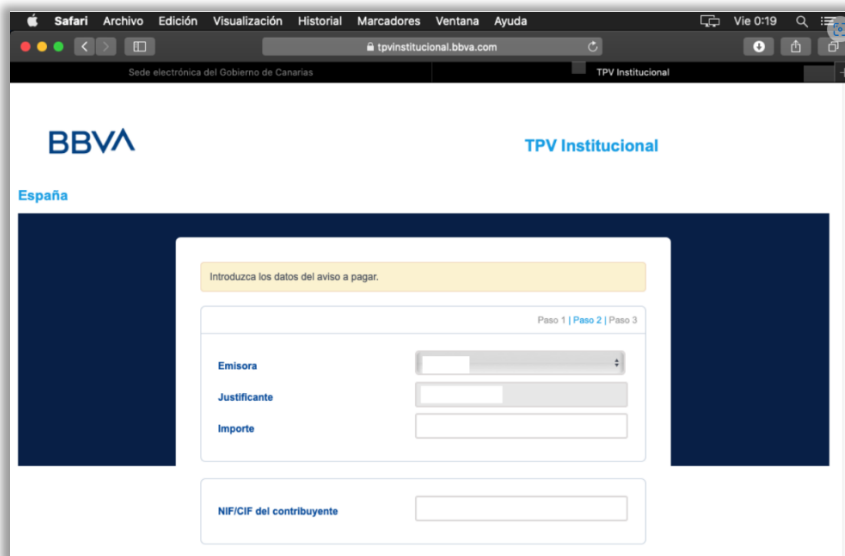 Safari Archivo Edición Visualización Historial Marcadores Ventana Ayuda Vie 0:19
tpvinstitucional.bbva.com
Sede electrónica del Gobierno de Canarias TPV Institucional
BBVA TPV Institucional
España
Introduzca los datos del aviso a pagar.
Paso 1 | Paso 2 | Paso 3
Emisora
Justificante
Importe
NIF/CIF del contribuyente